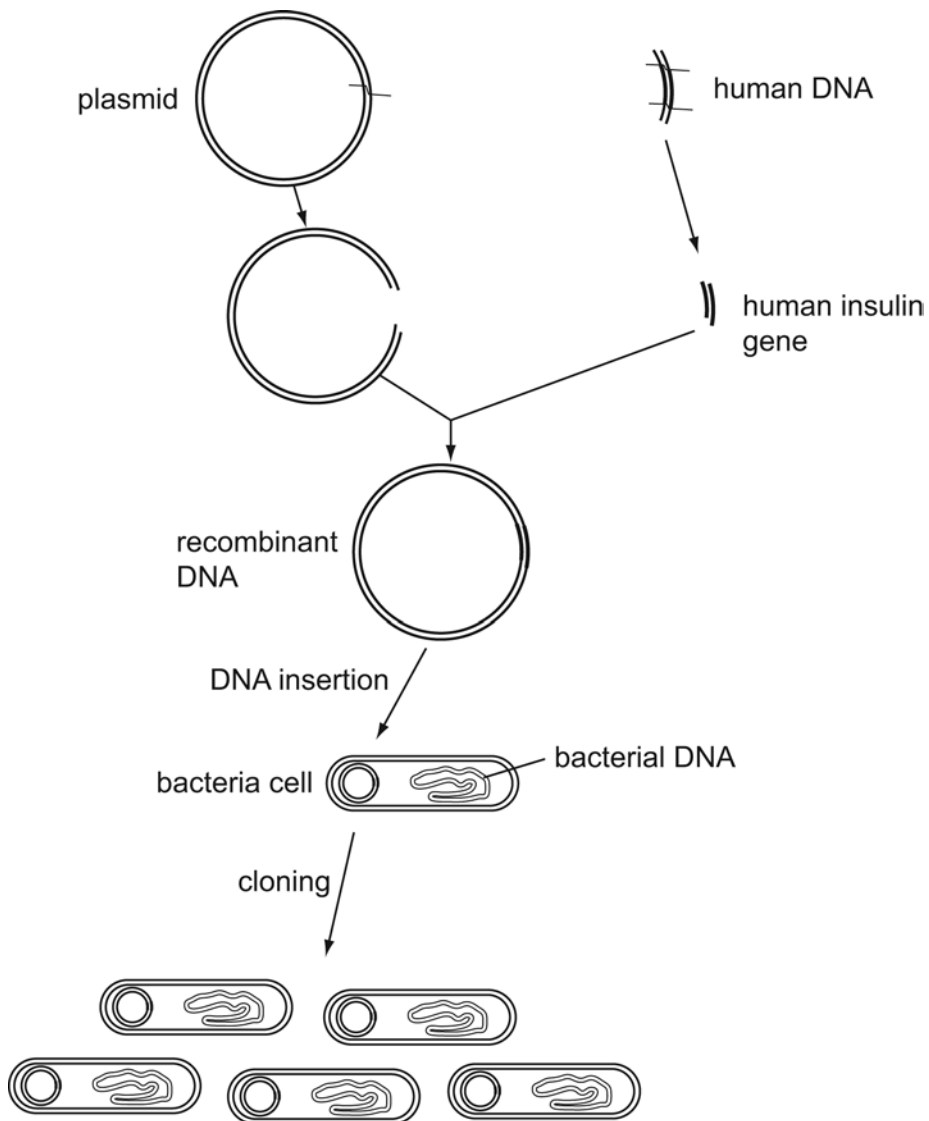 plasmid
human DNA
human insulin
gene
recombinant
DNA
DNA insertion
bacterial DNA
bacteria cell
cloning